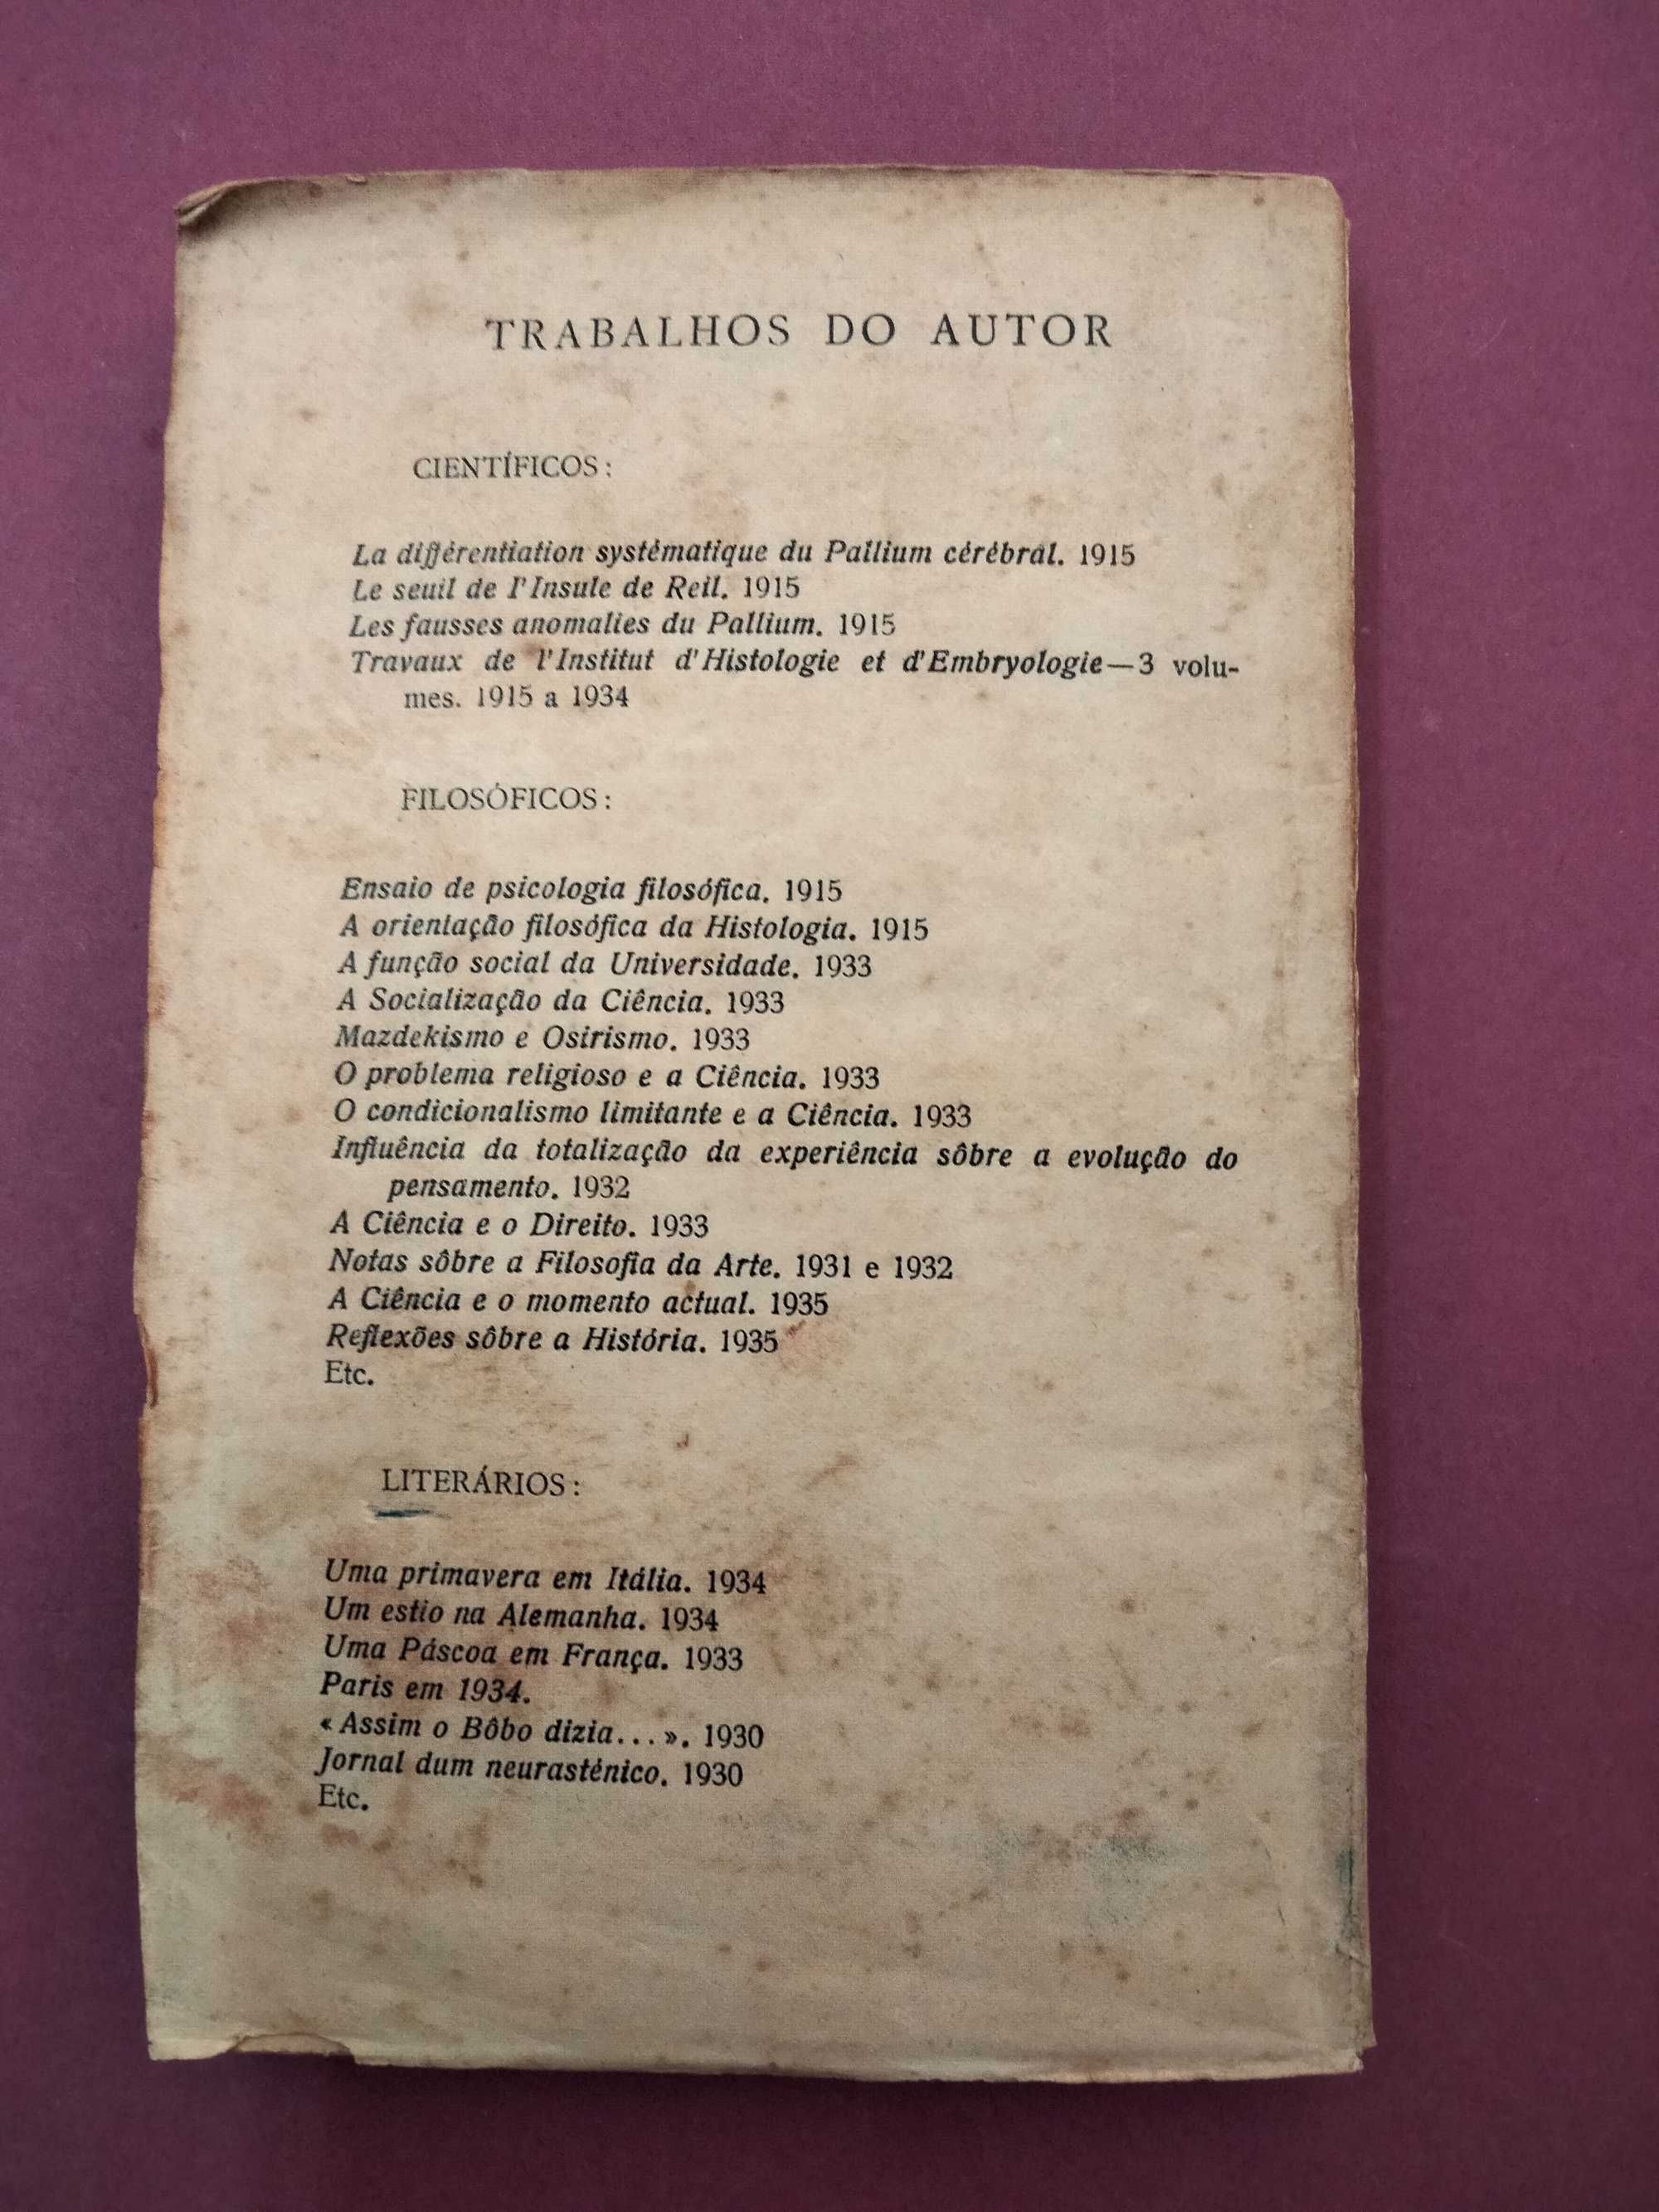 TRABALHOS DO AUTOR
CIENTÍFICOS:
La différentiation systématique du Pallium cérébral. 1915
Le seuil de l'Insule de Reil. 1915
Les fausses anomalies du Pallium. 1915
Travaux de l'Institut d'Histologie et d'Embryologie—3 volu-
mes. 1915 a 1934
FILOSÓFICOS:
Ensaio de psicologia filosófica. 1915
A orientação filosófica da Histologia. 1915
A função social da Universidade. 1933
A Socialização da Ciência. 1933
Mazdekismo e Osirismo. 1933
O problema religioso e a Ciência. 1933
O condicionalismo limitante e a Ciência. 1933
Influência da totalização da experiência sôbre a evolução do
pensamento. 1932
A Ciência e o Direito. 1933
Notas sôbre a Filosofia da Arte. 1931 e 1932
A Ciência e o momento actual. 1935
Reflexões sôbre a História. 1935
Etc.
LITERÁRIOS:
Uma primavera em Itália. 1934
Um estio na Alemanha. 1934
Uma Páscoa em França. 1933
Paris em 1934.
«Assim o Bôbo dizia...». 1930
Jornal dum neurasténico. 1930
Etc.